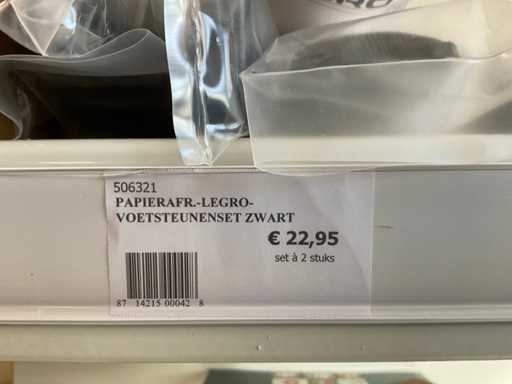 506321
PAPIERAFR.-LEGRO-
VOETSTEUNENSET ZWART
€ 22,95
set à 2 stuks
87 14215 00042 8